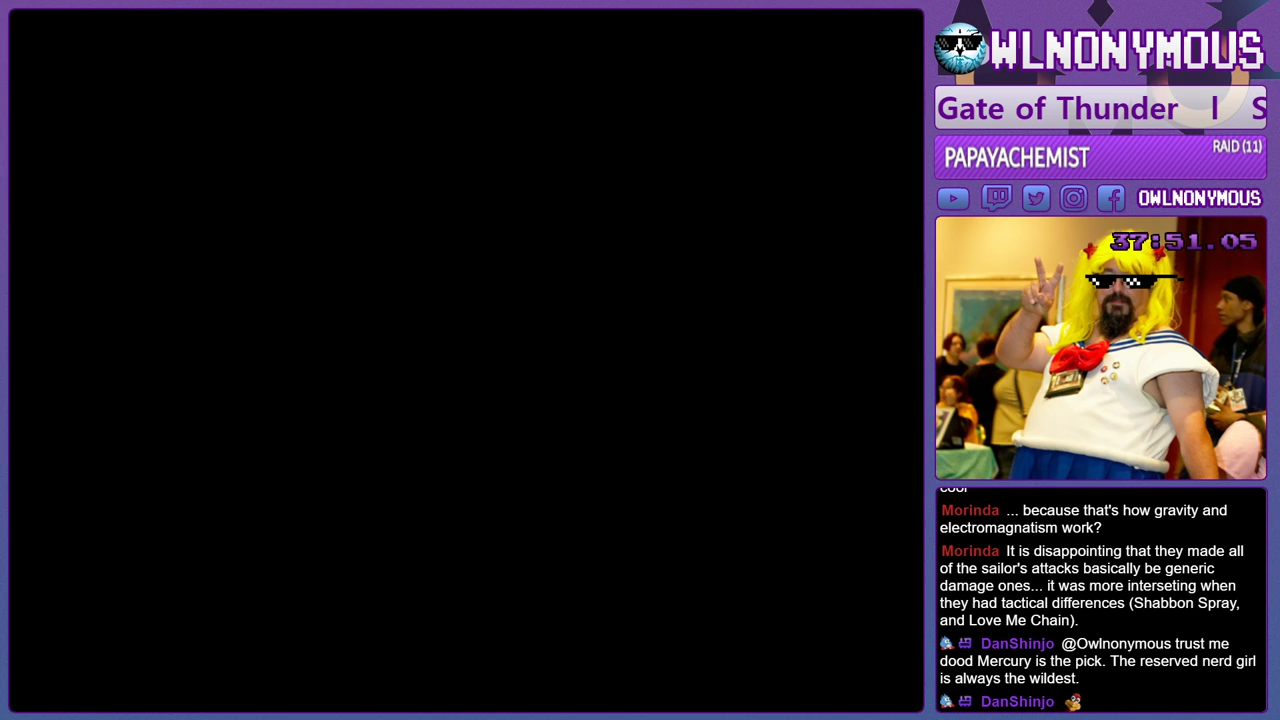 OWLNONYMOUS
Gate of Thunder | S
PAPAYACHEMIST
RAID (11)
OWLNONYMOUS
37:51.05
cool
Morinda ... because that's how gravity and
electromagnatism work?
Morinda It is disappointing that they made all
of the sailor's attacks basically be generic
damage ones... it was more interseting when
they had tactical differences (Shabbon Spray,
and Love Me Chain).
DanShinjo @Owlnonymous trust me
dood Mercury is the pick. The reserved nerd girl
is always the wildest.
DanShinjo